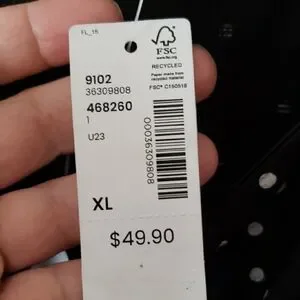 FL_15
FSC
www.fsc.org
RECYCLED
Paper made from
recycled material
FSC® C150518
9102
36309808
468260
1
U23
00036309808
XL
$49.90